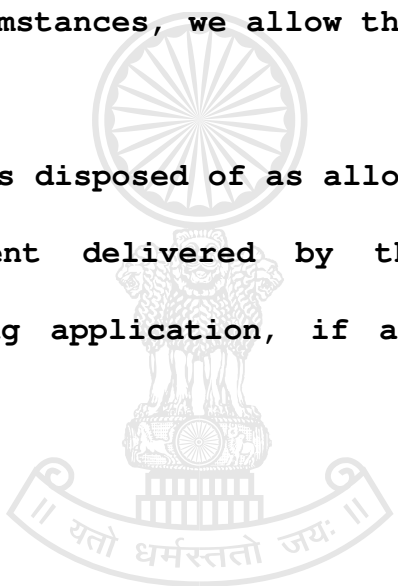 mstances, we allow th
s disposed of as allo
ent delivered by th
g application, if a
॥ यतो धर्मस्ततो जयः ॥